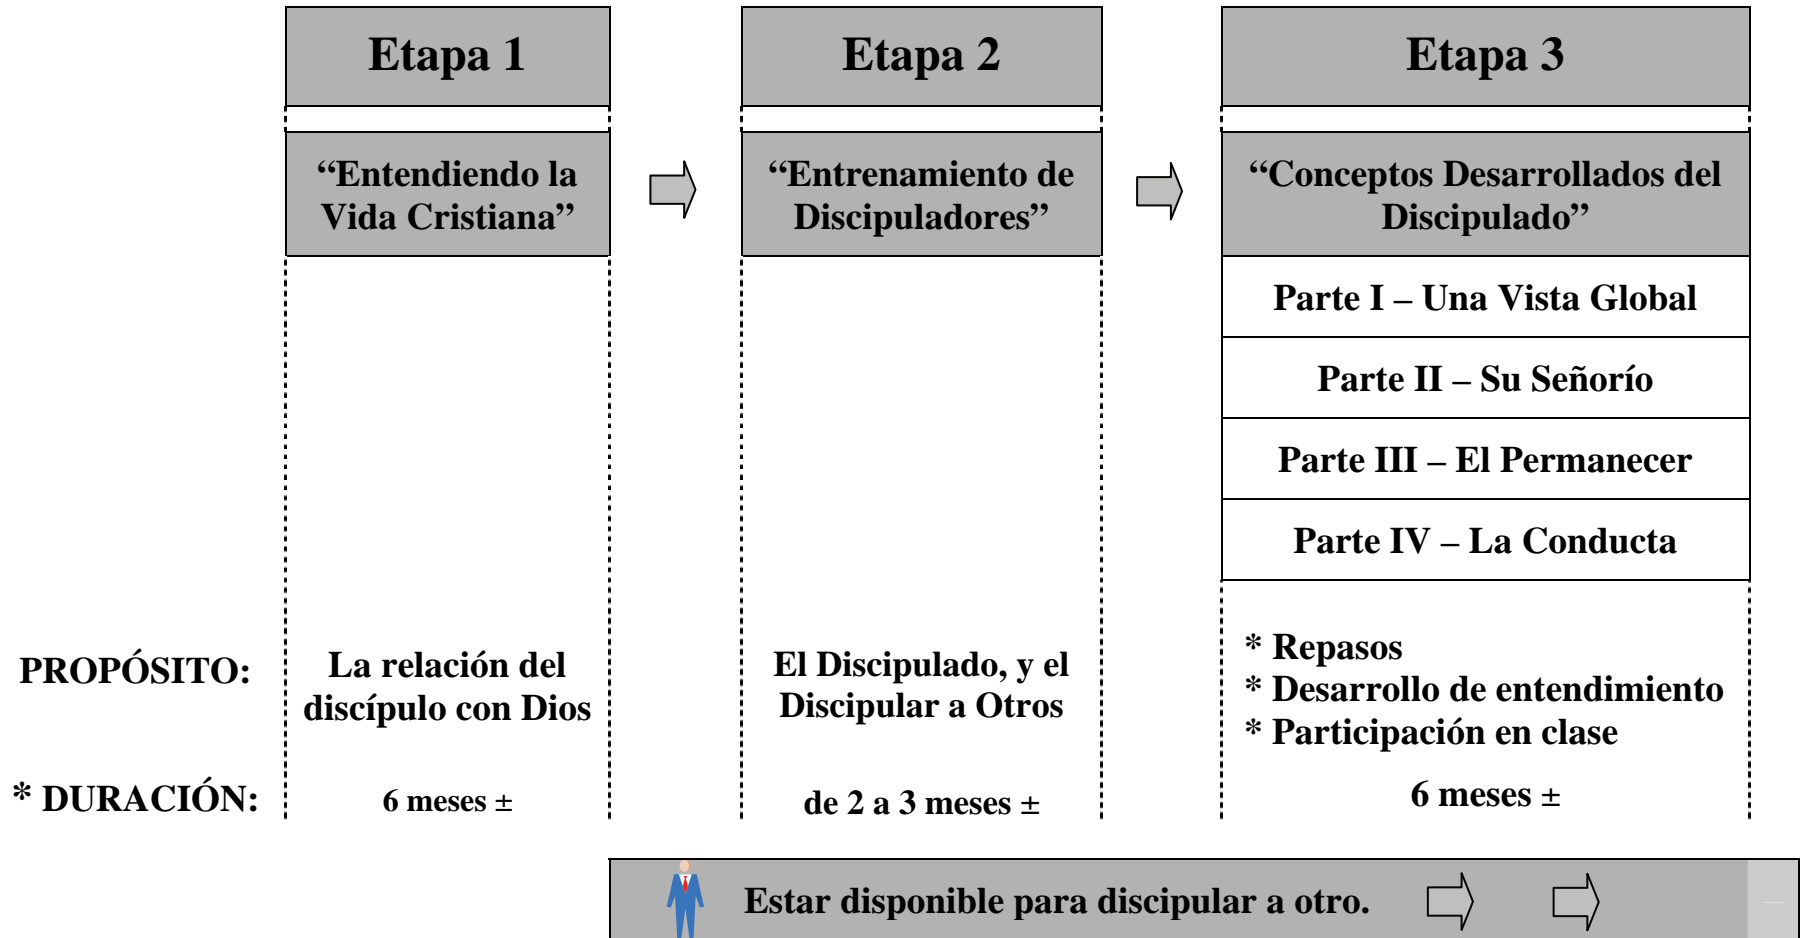 Etapa 1
Etapa 2
Etapa 3
“Entendiendo la
Vida Cristiana”
“Entrenamiento de
Discipuladores”
“Conceptos Desarrollados del
Discipulado”
Parte I – Una Vista Global
Parte II – Su Señorío
Parte III – El Permanecer
Parte IV – La Conducta
PROPÓSITO:
La relación del
discípulo con Dios
El Discipulado, y el
Discipular a Otros
* Repasos
* Desarrollo de entendimiento
* Participación en clase
* DURACIÓN:
6 meses ±
de 2 a 3 meses ±
6 meses ±
Estar disponible para discipular a otro.